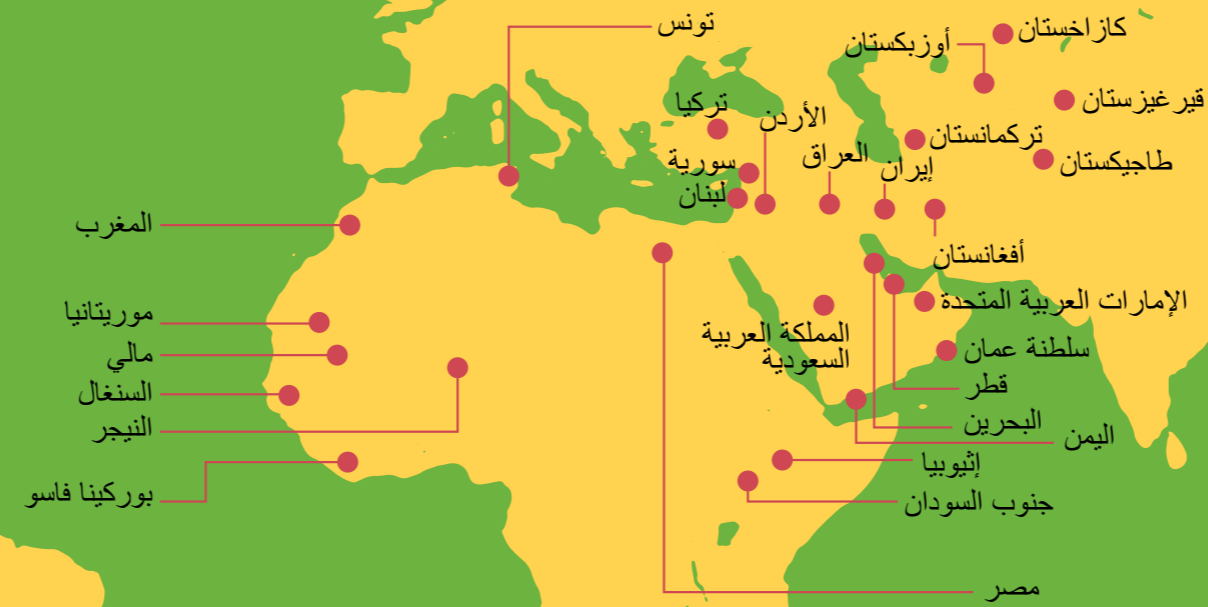 تونس
كازاخستان
أوزبكستان
قيرغيزستان
تركيا
الأردن
تركمانستان
العراق
طاجيكستان
سورية
إيران
لبنان
المغرب
أفغانستان
الإمارات العربية المتحدة
موريتانيا
المملكة العربية
السعودية
سلطنة عمان
مالي
قطر
السنغال
البحرين
النيجر
اليمن
إثيوبيا
بوركينا فاسو
جنوب السودان
مصر